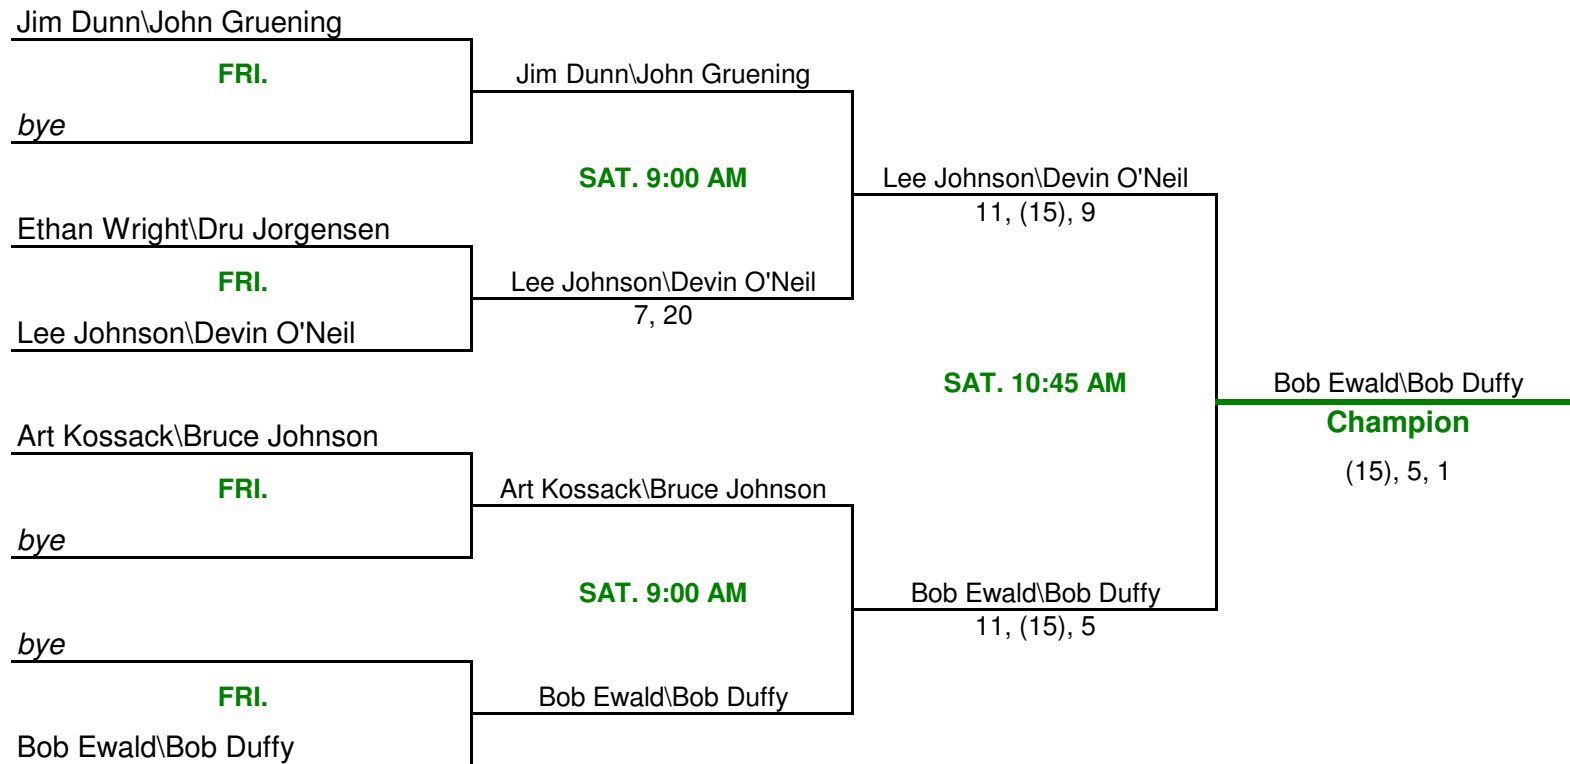 Jim Dunn\John Gruening
FRI.
bye
Jim Dunn\John Gruening
SAT. 9:00 AM
Ethan Wright\Dru Jorgensen
FRI.
Lee Johnson\Devin O'Neil
Lee Johnson\Devin O'Neil
7, 20
Lee Johnson\Devin O'Neil
11, (15), 9
SAT. 10:45 AM
Art Kossack\Bruce Johnson
FRI.
bye
Art Kossack\Bruce Johnson
SAT. 9:00 AM
bye
FRI.
Bob Ewald\Bob Duffy
Bob Ewald\Bob Duffy
Bob Ewald\Bob Duffy
11, (15), 5
Bob Ewald\Bob Duffy
Champion
(15), 5, 1